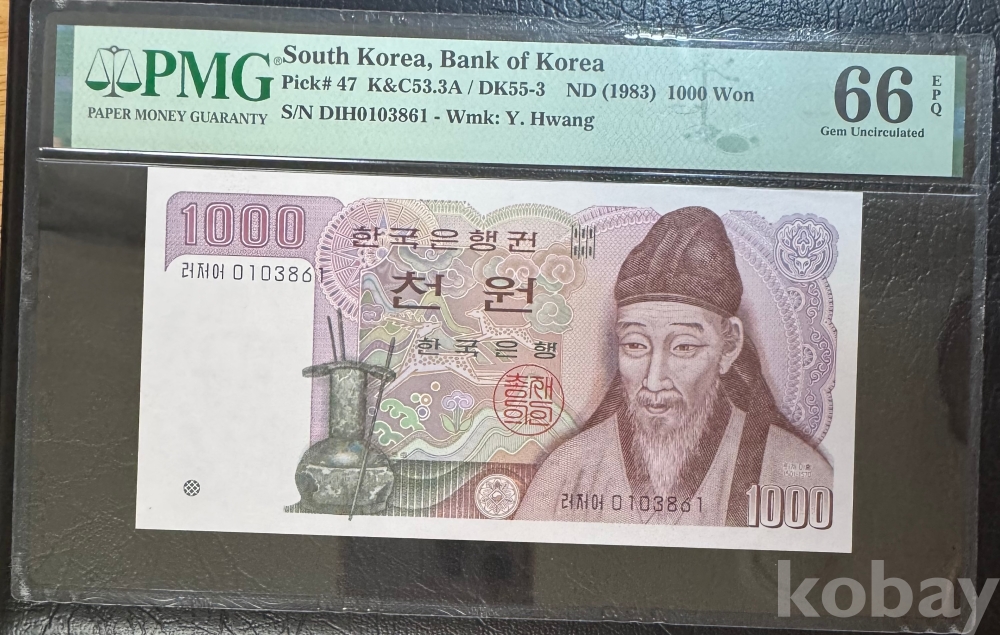 PMG®
PAPER MONEY GUARANTY
South Korea, Bank of Korea
Pick# 47 K&C53.3A / DK55-3 ND (1983) 1000 Won
S/N DIH0103861 - Wmk: Y. Hwang
66
EPQ
Gem Uncirculated
1000
한국은행권
러저어 0103861
천 원
한국은행
총재의인
러저어 0103861
1000
kobay